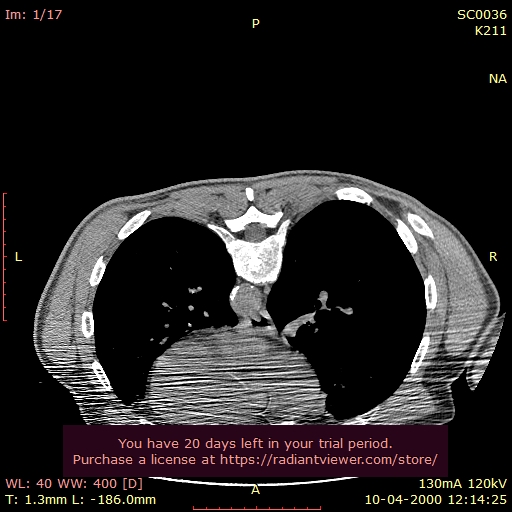 Im: 1/17
SC0036
K211
P
NA
L
R
You have 20 days left in your trial period.
Purchase a license at https://radiantviewer.com/store/
A
WL: 40 WW: 400 [D]
T: 1.3mm L: -186.0mm
130mA 120kV
10-04-2000 12:14:25